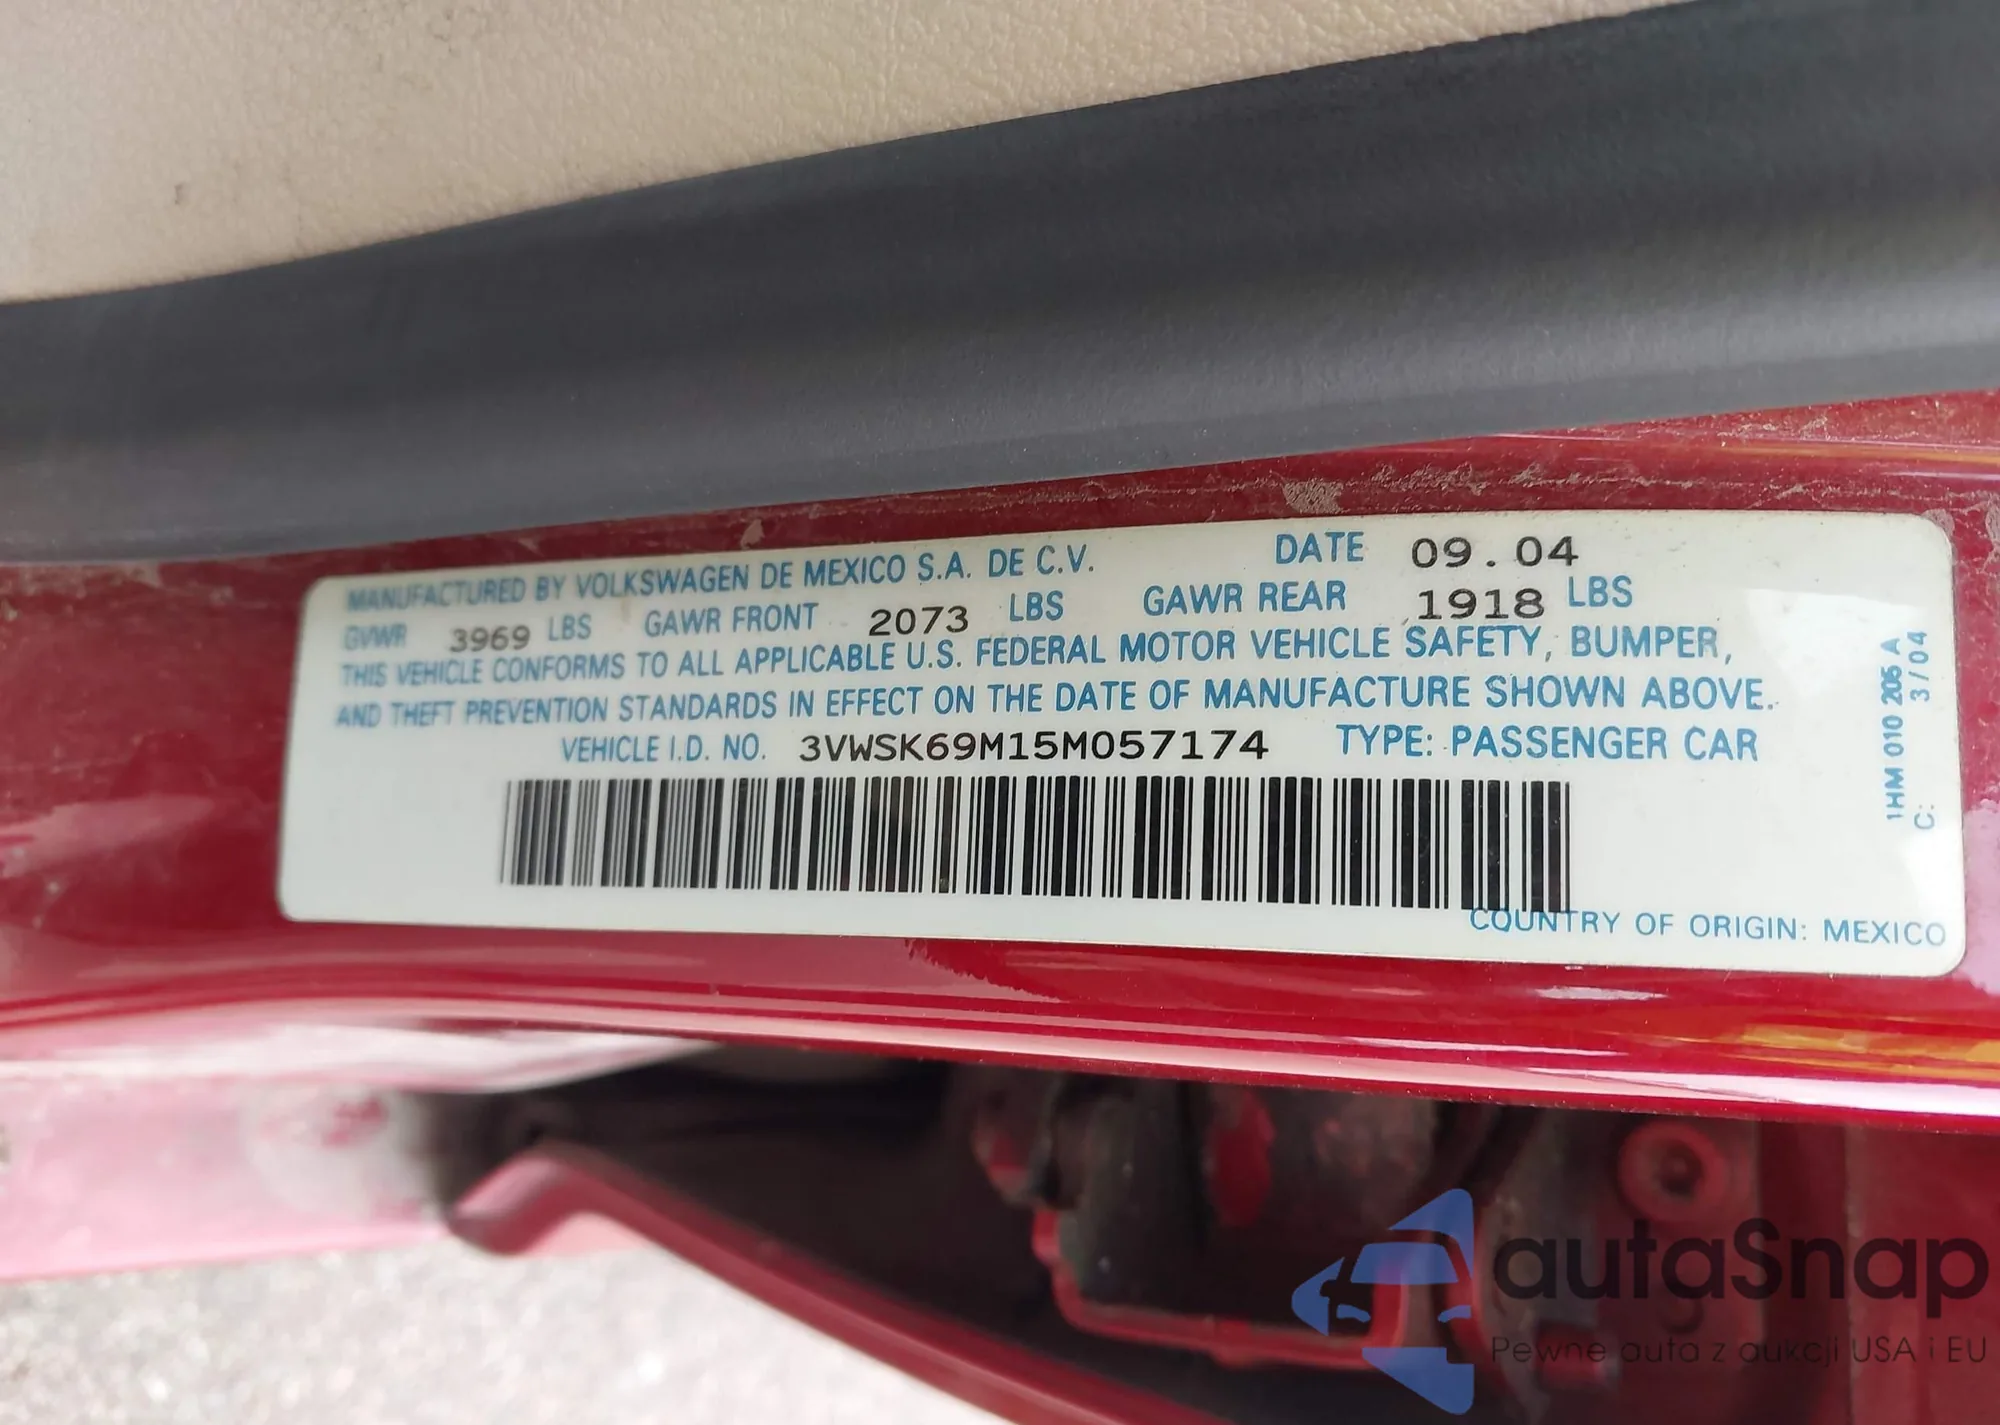 MANUFACTURED BY VOLKSWAGEN DE MEXICO S.A. DE C.V. DATE 09.04
GVWR 3969 LBS GAWR FRONT 2073 LBS GAWR REAR 1918 LBS
THIS VEHICLE CONFORMS TO ALL APPLICABLE U.S. FEDERAL MOTOR VEHICLE SAFETY, BUMPER,
AND THEFT PREVENTION STANDARDS IN EFFECT ON THE DATE OF MANUFACTURE SHOWN ABOVE.
VEHICLE I.D. NO. 3VWSK69M15M057174 TYPE: PASSENGER CAR
COUNTRY OF ORIGIN: MEXICO
1HM 010 205 A
C: 3/04
autaSnap
Pewne auta z aukcji USA i EU